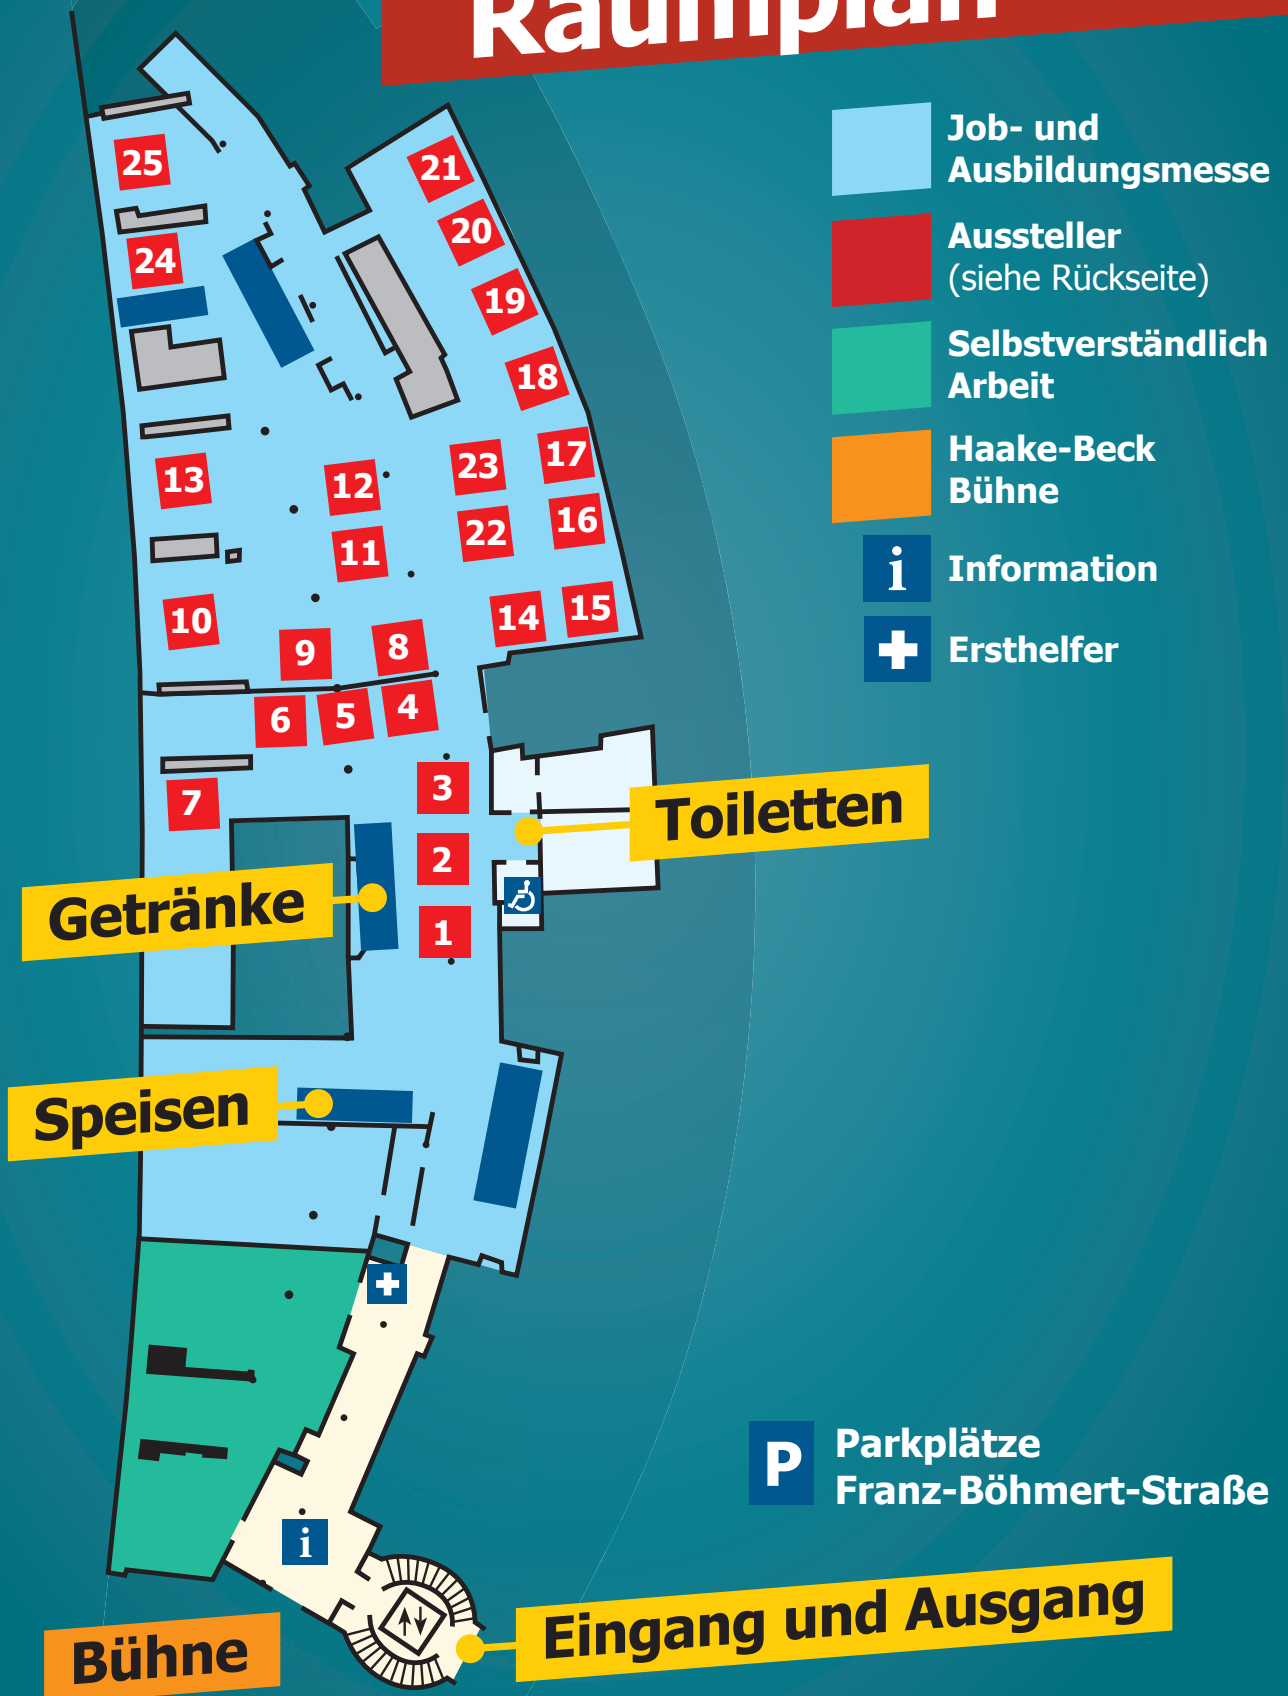 Raumplan
Job- und
Ausbildungsmesse
Aussteller
(siehe Rückseite)
Selbstverständlich
Arbeit
Haake-Beck
Bühne
i Information
Ersthelfer
25
21
20
24
19
18
17
23
13
12
16
22
11
10
15
14
9
8
6
5
4
3
7
2
1
Toiletten
Getränke
Speisen
P
Parkplätze
Franz-Böhmert-Straße
i
Eingang und Ausgang
Bühne